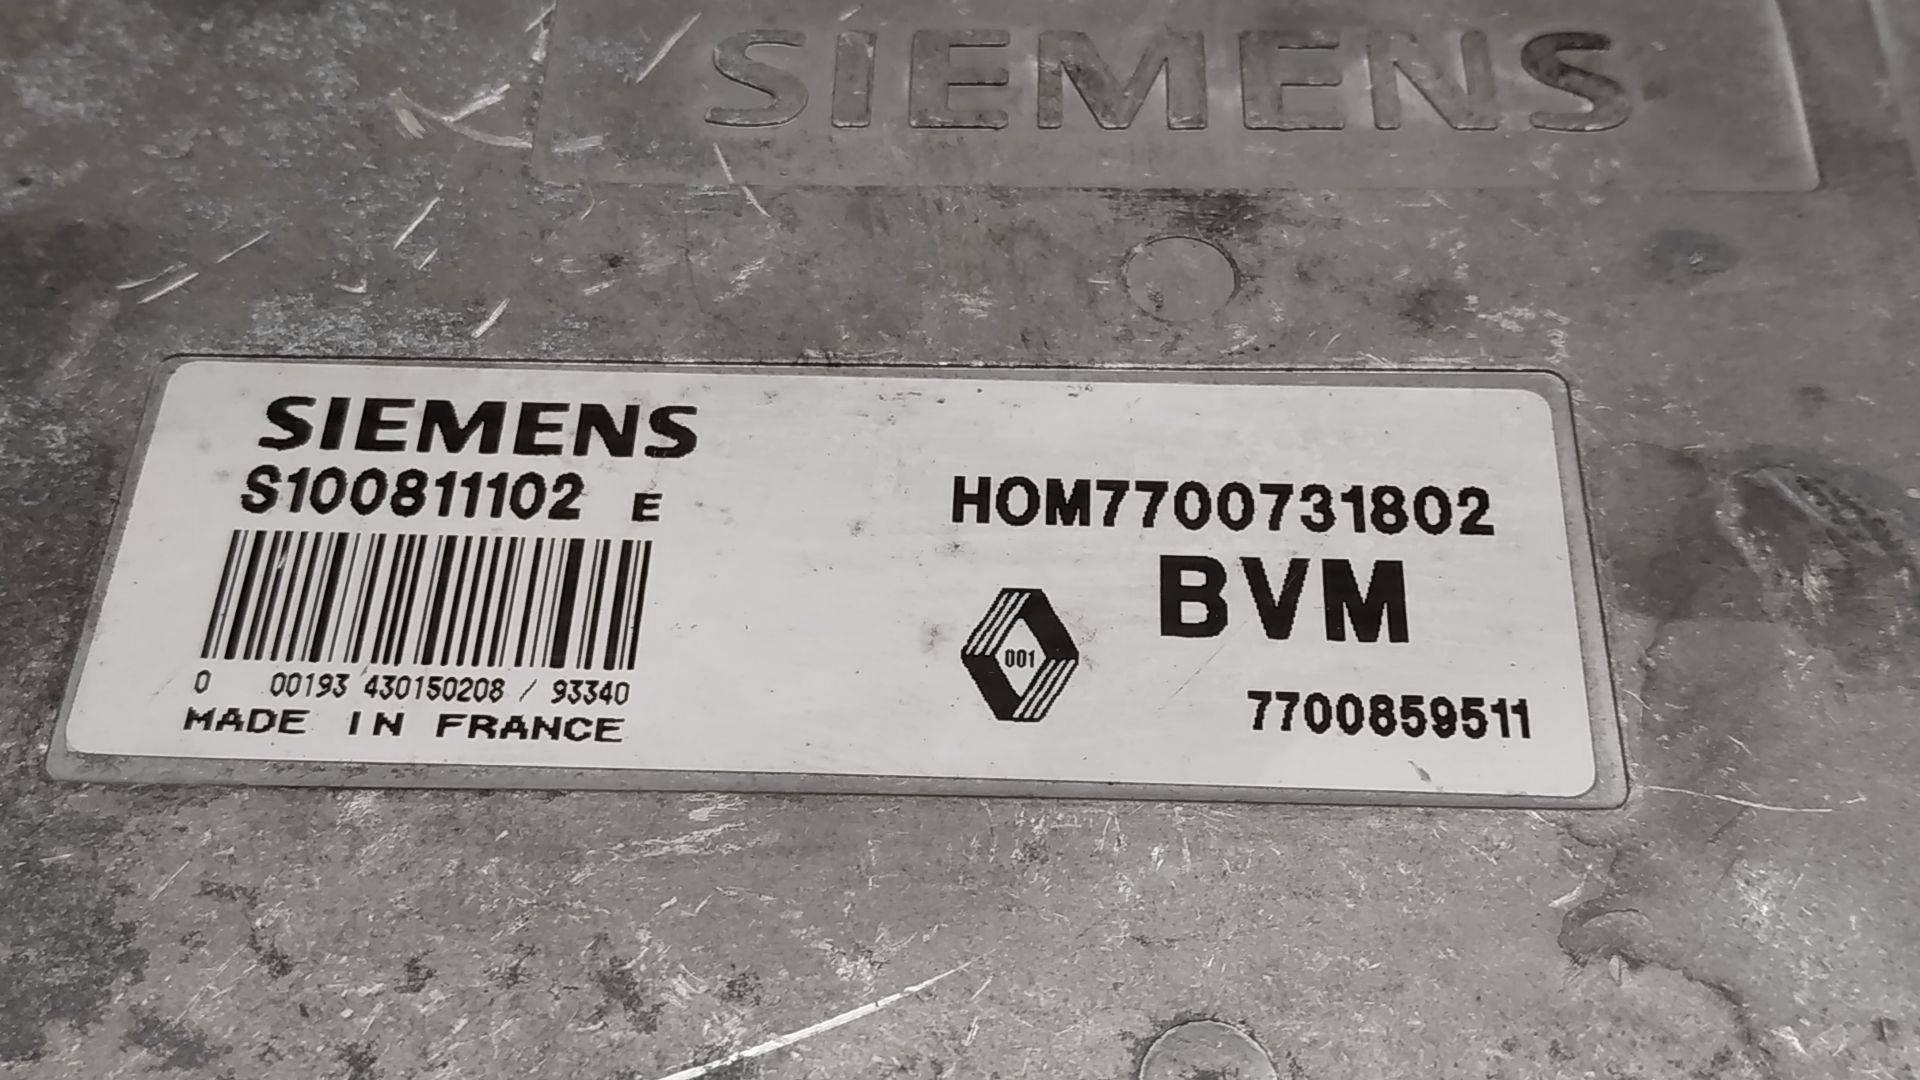 SIEMENS
SIEMENS
S100811102 E
0 00193 430150208 / 93340
MADE IN FRANCE
HOM7700731802
BVM
001
7700859511